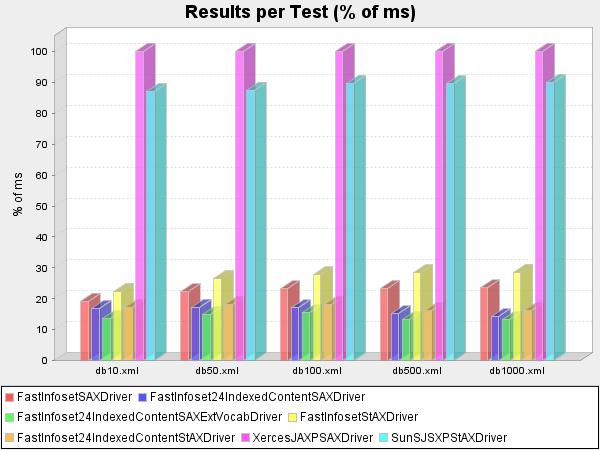 Results per Test (% of ms)
% of ms
100
90
80
70
60
50
40
30
20
10
0
db10.xml db50.xml db100.xml db500.xml db1000.xml
FastInfosetSAXDriver FastInfoset24IndexedContentSAXDriver
FastInfoset24IndexedContentSAXExtVocabDriver FastInfosetStAXDriver
FastInfoset24IndexedContentStAXDriver XercesJAXPSAXDriver SunSJSXPStAXDriver